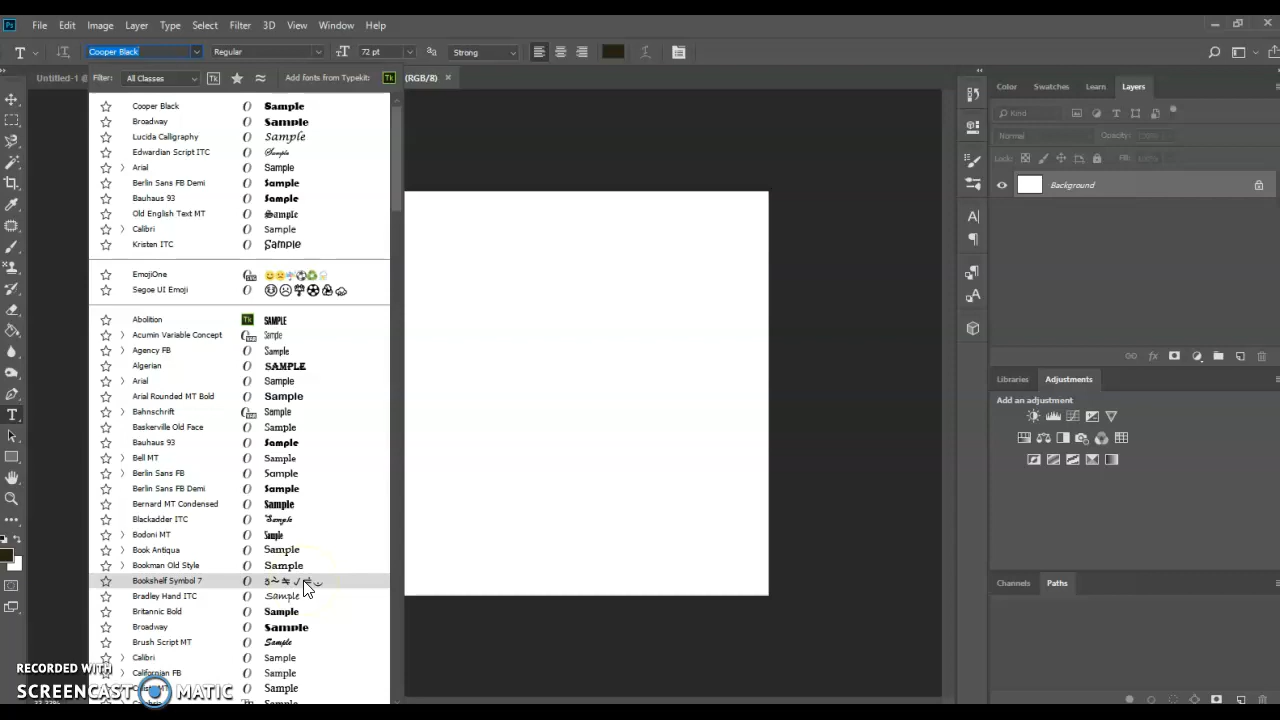 Ps File Edit Image Layer Type Select Filter 3D View Window Help
T Cooper Black Regular 72 pt Strong
Untitled-1 @ (RGB/8)
Filter: All Classes Tk Add fonts from Typekit: Tk
Cooper Black Sample
Broadway Sample
Lucida Calligraphy Sample
Edwardian Script ITC Sample
Arial Sample
Berlin Sans FB Demi Sample
Bauhaus 93 Sample
Old English Text MT Sample
Calibri Sample
Kristen ITC Sample
EmojiOne
Segoe UI Emoji
Abolition Tk SAMPLE
Acumin Variable Concept Sample
Agency FB Sample
Algerian SAMPLE
Arial Sample
Arial Rounded MT Bold Sample
Bahnschrift Sample
Baskerville Old Face Sample
Bauhaus 93 Sample
Bell MT Sample
Berlin Sans FB Sample
Berlin Sans FB Demi Sample
Bernard MT Condensed Sample
Blackadder ITC Sample
Bodoni MT Sample
Book Antiqua Sample
Bookman Old Style Sample
Bookshelf Symbol 7
Bradley Hand ITC Sample
Britannic Bold Sample
Broadway Sample
Brush Script MT Sample
Calibri Sample
Californian FB Sample
Sample
Color Swatches Learn Layers
Kind
Normal Opacity:
Lock: Fill:
Background
Libraries Adjustments
Add an adjustment
Channels Paths
RECORDED WITH
SCREENCAST MATIC